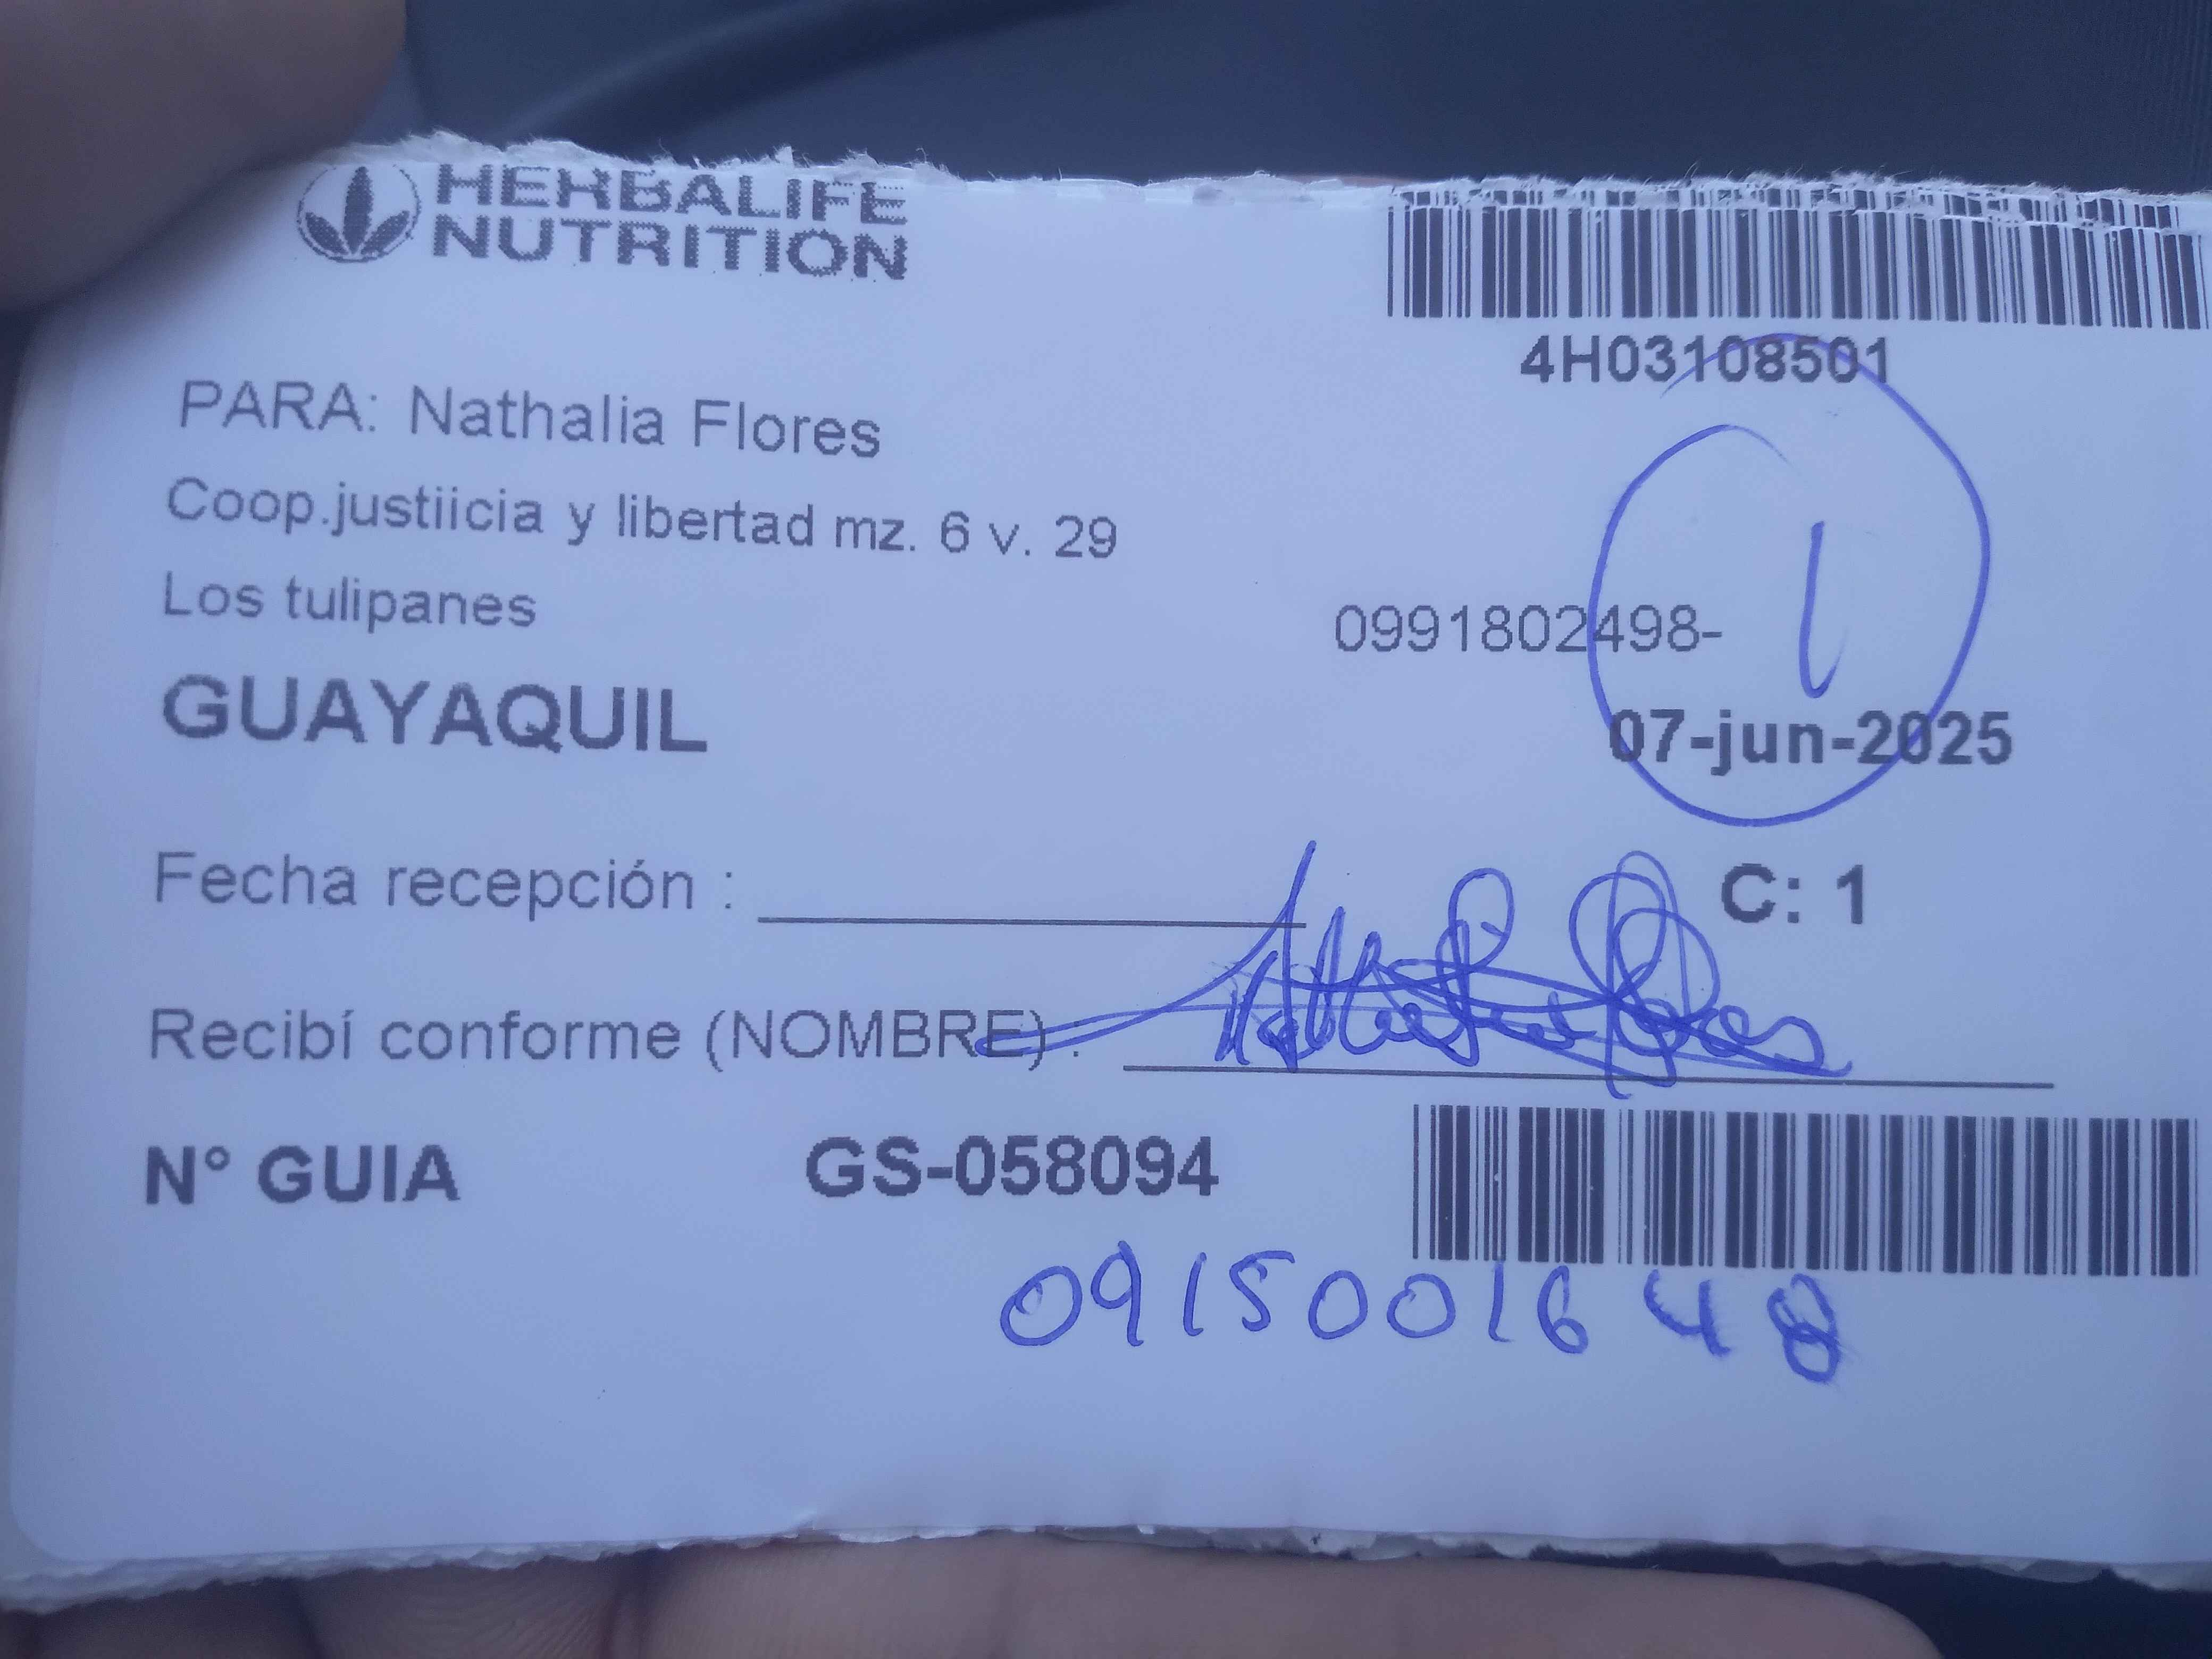 HERBALIFE
NUTRITION
4H03108501
PARA: Nathalia Flores
Coop.justiicia y libertad mz. 6 v. 29
1
Los tulipanes
0991802498-
GUAYAQUIL
07-jun-2025
Fecha recepción :
C: 1
Recibí conforme (NOMBRE) :
N° GUIA GS-058094
0915001648